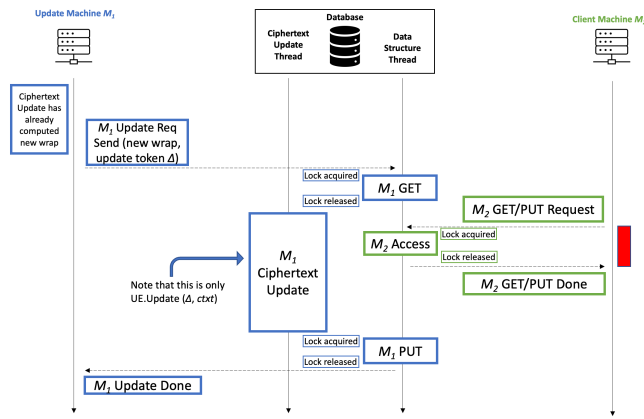 Update Machine M₁
Database
Ciphertext
Update
Thread
Data
Structure
Thread
Client Machine M
Ciphertext
Update has
already
computed
new wrap
M₁ Update Req
Send (new wrap,
update token Δ)
Lock acquired
M₁ GET
Lock released
M₂ GET/PUT Request
Lock acquired
M₂ Access
Lock released
M₁
Ciphertext
Update
Note that this is only
UE.Update (Δ, ctxt)
M₂ GET/PUT Done
Lock acquired
M₁ PUT
Lock released
M₁ Update Done